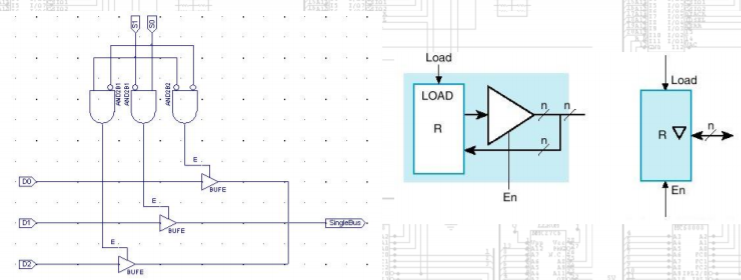 S1
S0
AND2B1
AND2B1
AND2B2
E
D0
BUFE
E
D1
BUFE
SingleBus
E
D2
BUFE
Load
LOAD
R
n
n
n
En
Load
R
n
En